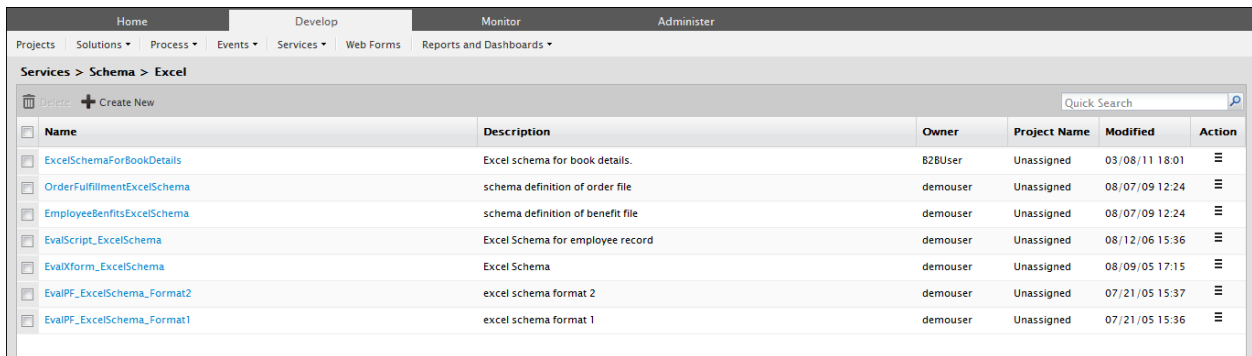 Home Develop Monitor Administer
Projects Solutions Process Events Services Web Forms Reports and Dashboards
Services > Schema > Excel
Delete Create New Quick Search
Name Description Owner Project Name Modified Action
ExcelSchemaForBookDetails Excel schema for book details. B2BUser Unassigned 03/08/11 18:01
OrderFulfillmentExcelSchema schema definition of order file demouser Unassigned 08/07/09 12:24
EmployeeBenfitsExcelSchema schema definition of benefit file demouser Unassigned 08/07/09 12:24
EvalScript_ExcelSchema Excel Schema for employee record demouser Unassigned 08/12/06 15:36
EvalXform_ExcelSchema Excel Schema demouser Unassigned 08/09/05 17:15
EvalPF_ExcelSchema_Format2 excel schema format 2 demouser Unassigned 07/21/05 15:37
EvalPF_ExcelSchema_Format1 excel schema format 1 demouser Unassigned 07/21/05 15:36